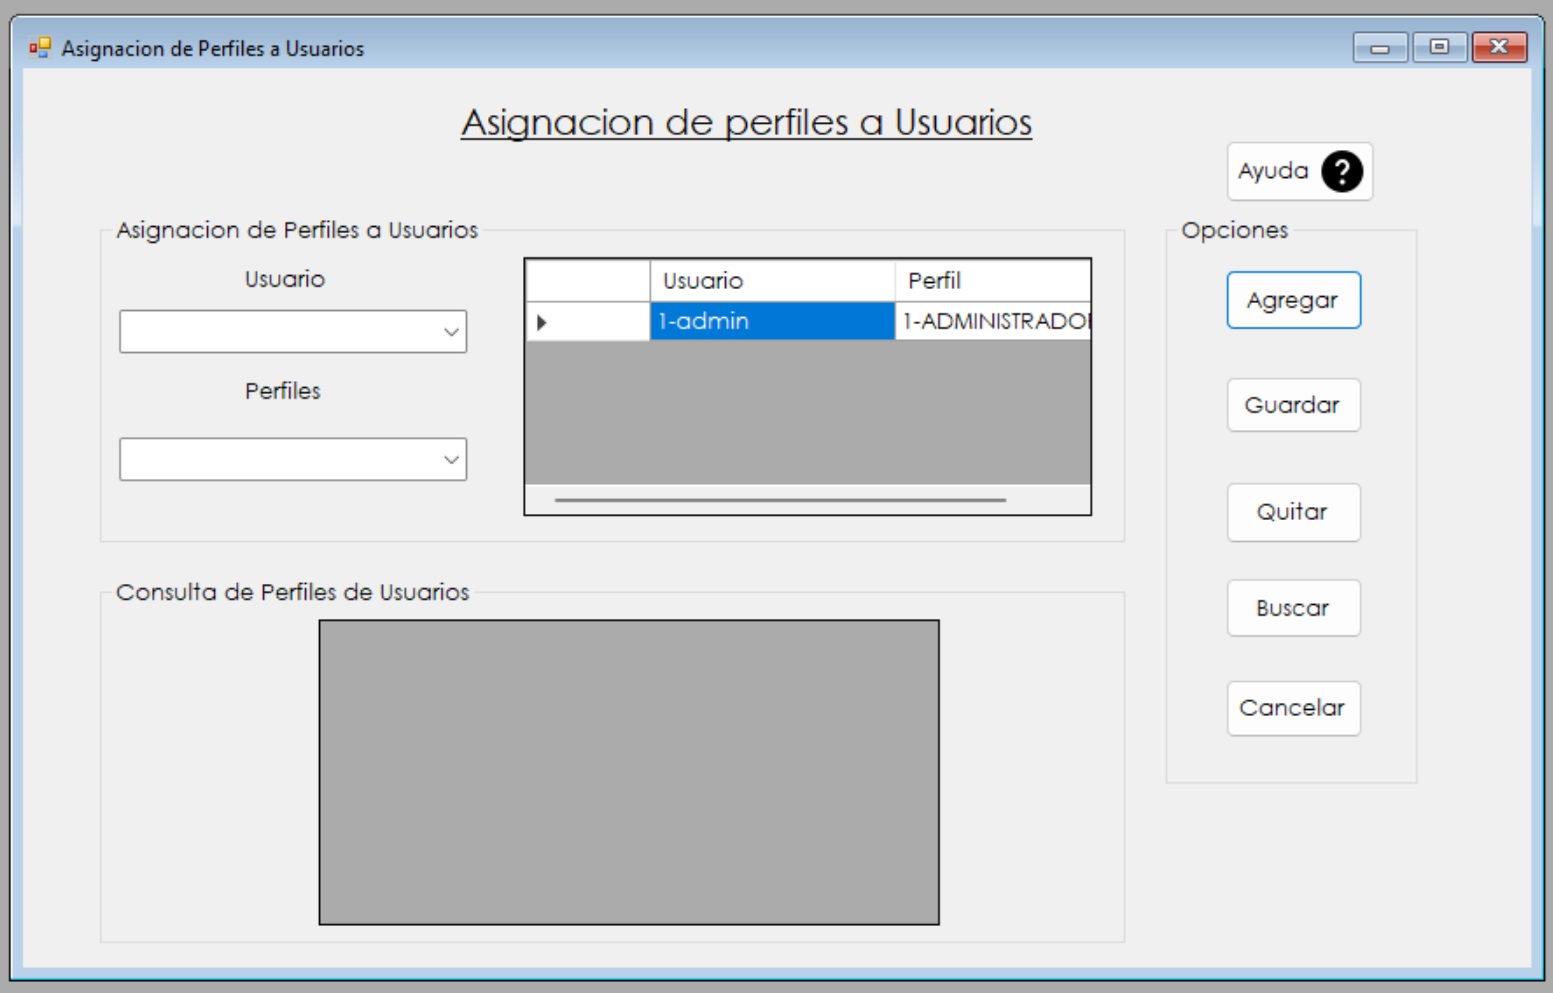 Asignacion de Perfiles a Usuarios
Asignacion de perfiles a Usuarios
Ayuda ?
Asignacion de Perfiles a Usuarios
Opciones
Usuario
Usuario Perfil
1-admin 1-ADMINISTRADO
Perfiles
Agregar
Guardar
Quitar
Buscar
Cancelar
Consulta de Perfiles de Usuarios